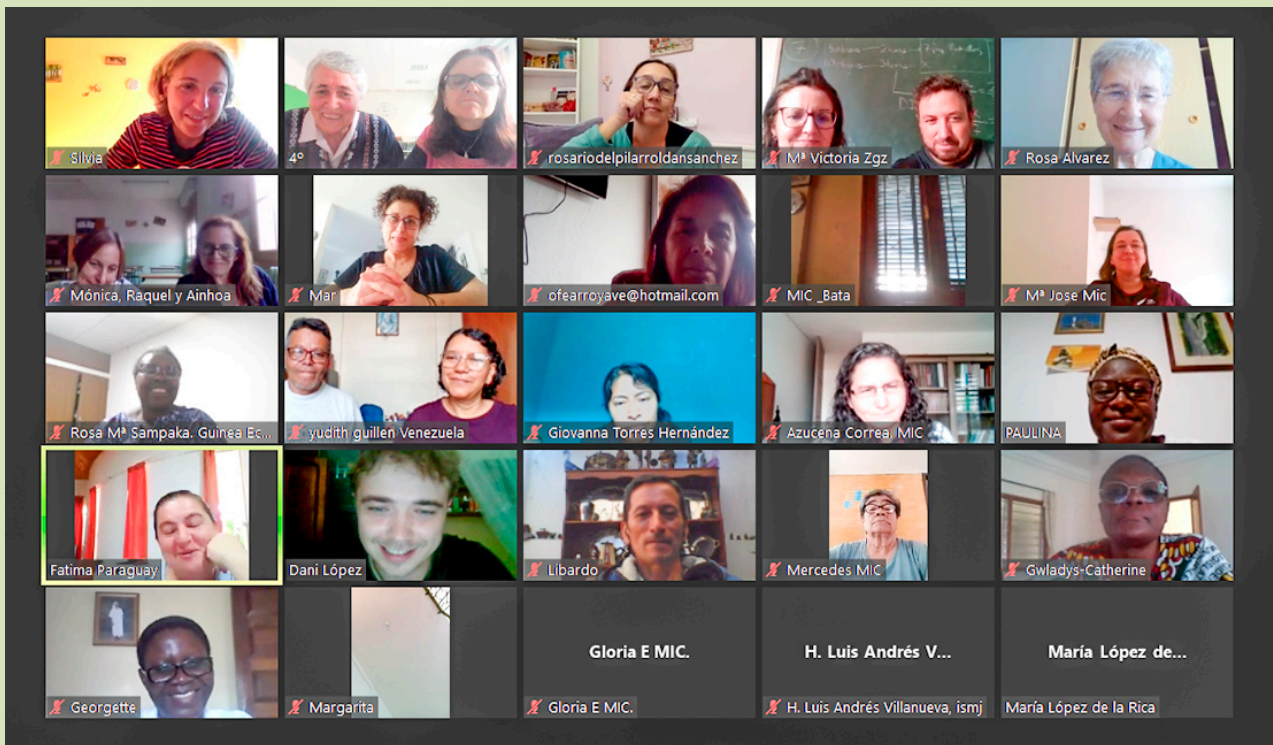 Silvia
4º
rosariodelpilarroldansanchez
Mª Victoria Zgz
Rosa Alvarez
Mónica, Raquel y Ainhoa
Mar
ofearroyave@hotmail.com
MIC _Bata
Mª Jose Mic
Rosa Mª Sampaka. Guinea Ec...
yudith guillen Venezuela
Giovanna Torres Hernández
Azucena Correa. MIC
PAULINA
Fatima Paraguay
Dani López
Libardo
Mercedes MIC
Gwladys-Catherine
Georgette
Margarita
Gloria E MIC.
Gloria E MIC.
H. Luis Andrés V...
H. Luis Andrés Villanueva, ismj
María López de...
María López de la Rica